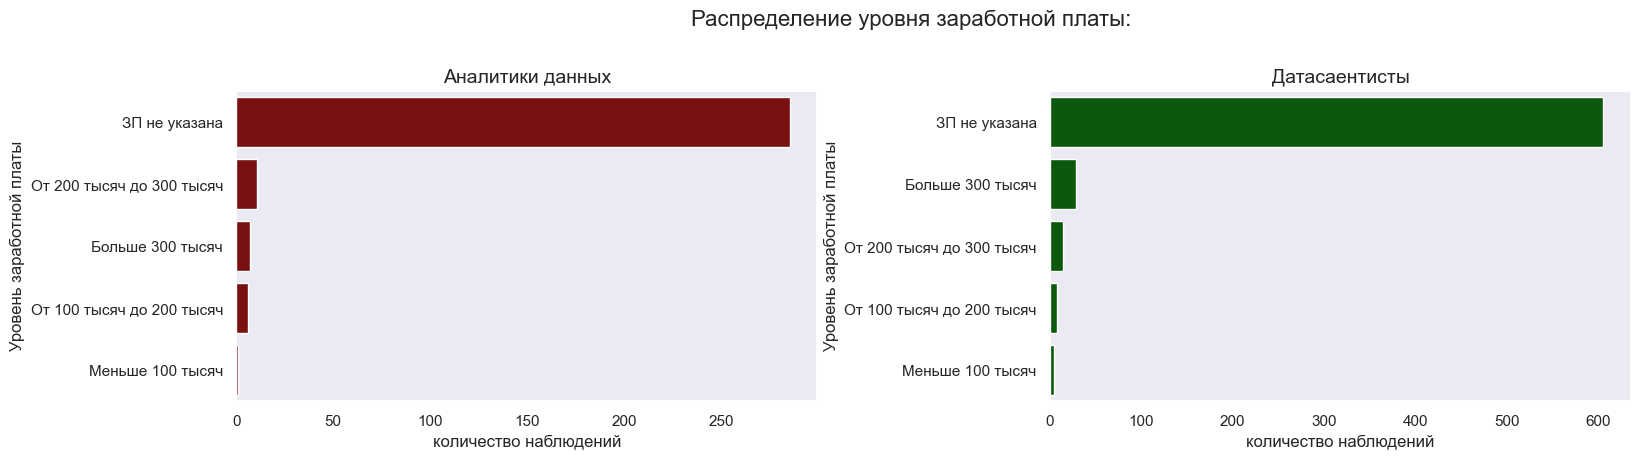 Распределение уровня заработной платы:
Аналитики данных
Уровень заработной платы
ЗП не указана
От 200 тысяч до 300 тысяч
Больше 300 тысяч
От 100 тысяч до 200 тысяч
Меньше 100 тысяч
0 50 100 150 200 250
количество наблюдений
Датасаентисты
Уровень заработной платы
ЗП не указана
Больше 300 тысяч
От 200 тысяч до 300 тысяч
От 100 тысяч до 200 тысяч
Меньше 100 тысяч
0 100 200 300 400 500 600
количество наблюдений